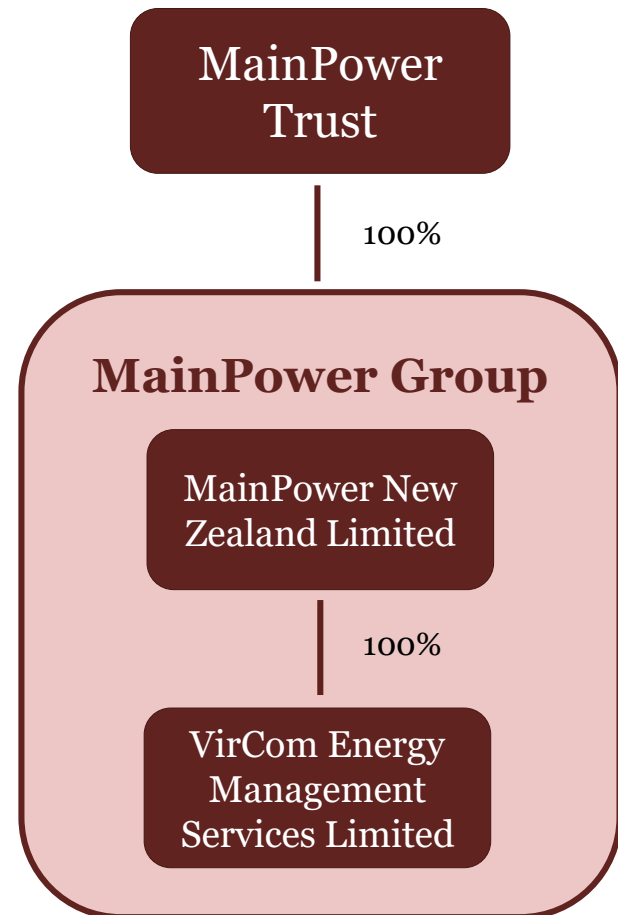 MainPower
Trust
100%
MainPower Group
MainPower New
Zealand Limited
100%
VirCom Energy
Management
Services Limited